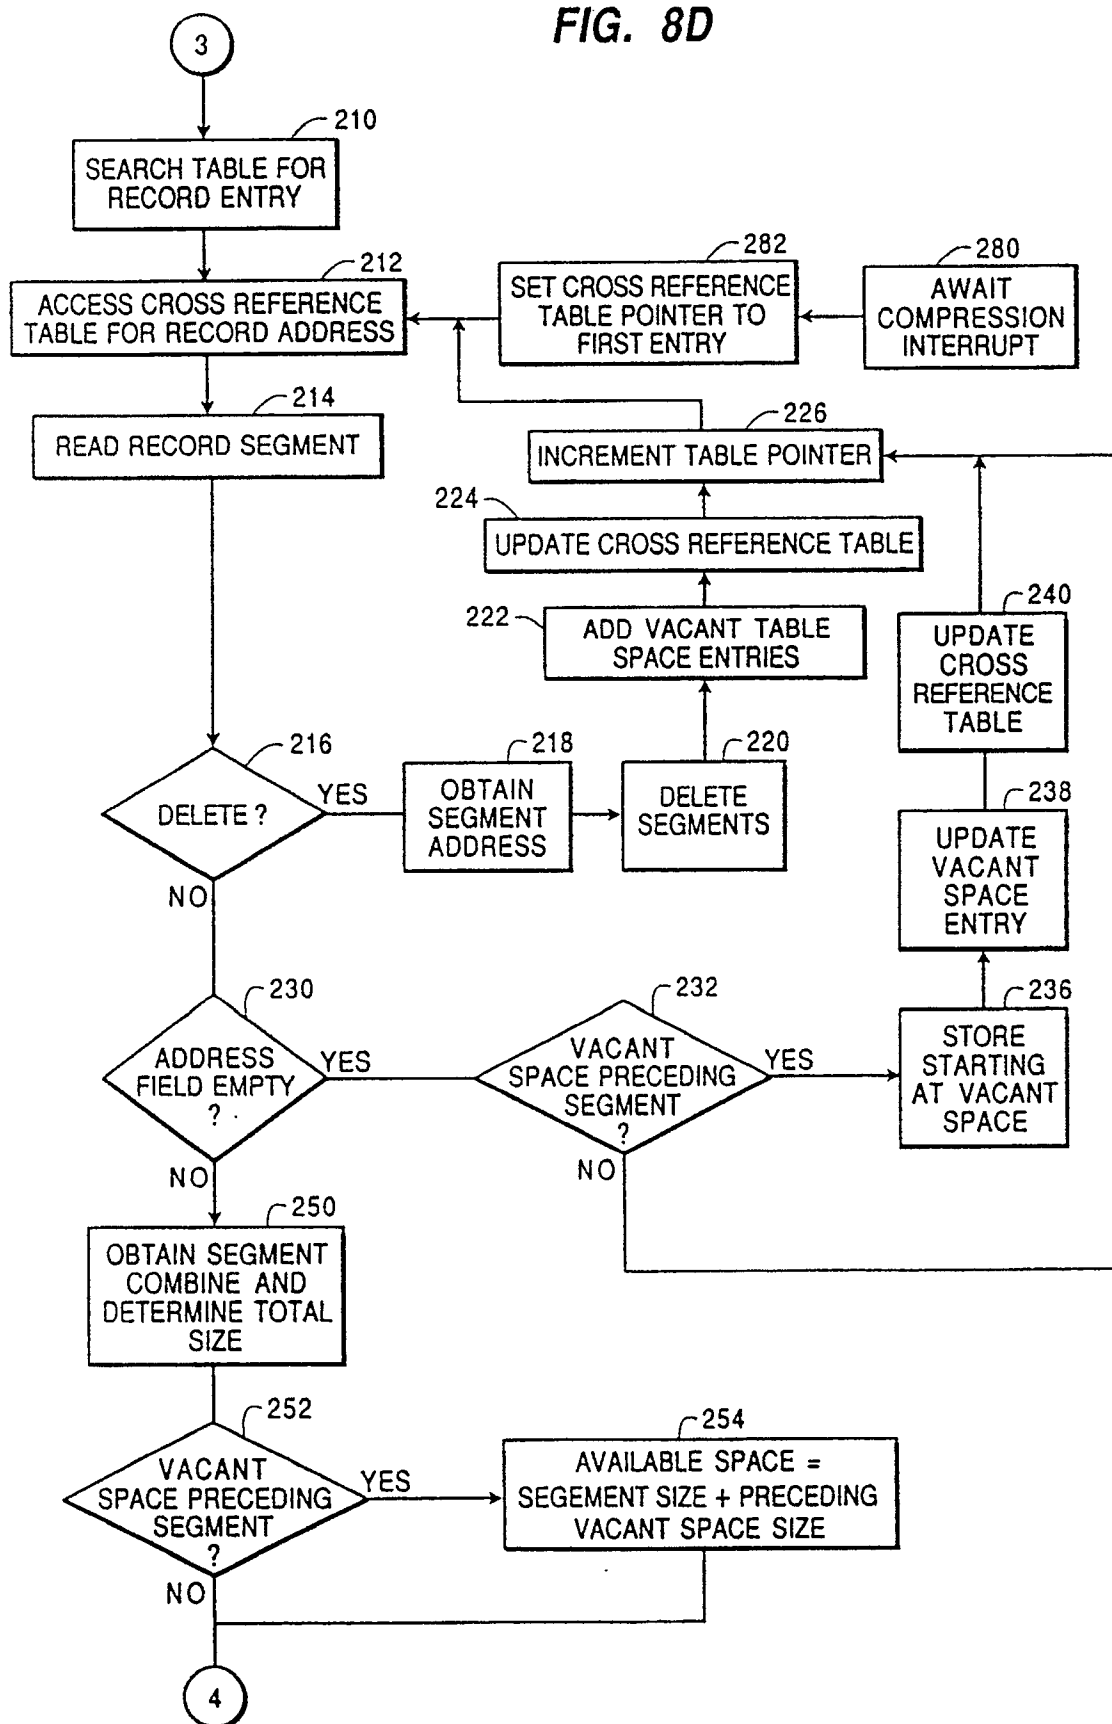 FIG. 8D
3
210
SEARCH TABLE FOR
RECORD ENTRY
212
ACCESS CROSS REFERENCE
TABLE FOR RECORD ADDRESS
282
SET CROSS REFERENCE
TABLE POINTER TO
FIRST ENTRY
280
AWAIT
COMPRESSION
INTERRUPT
214
READ RECORD SEGMENT
226
INCREMENT TABLE POINTER
224
UPDATE CROSS REFERENCE TABLE
222
ADD VACANT TABLE
SPACE ENTRIES
240
UPDATE
CROSS
REFERENCE
TABLE
216
DELETE ?
YES
NO
218
OBTAIN
SEGMENT
ADDRESS
220
DELETE
SEGMENTS
238
UPDATE
VACANT
SPACE
ENTRY
230
ADDRESS
FIELD EMPTY
?
YES
NO
232
VACANT
SPACE PRECEDING
SEGMENT
?
YES
NO
236
STORE
STARTING
AT VACANT
SPACE
250
OBTAIN SEGMENT
COMBINE AND
DETERMINE TOTAL
SIZE
252
VACANT
SPACE PRECEDING
SEGMENT
?
YES
NO
254
AVAILABLE SPACE =
SEGEMENT SIZE + PRECEDING
VACANT SPACE SIZE
4